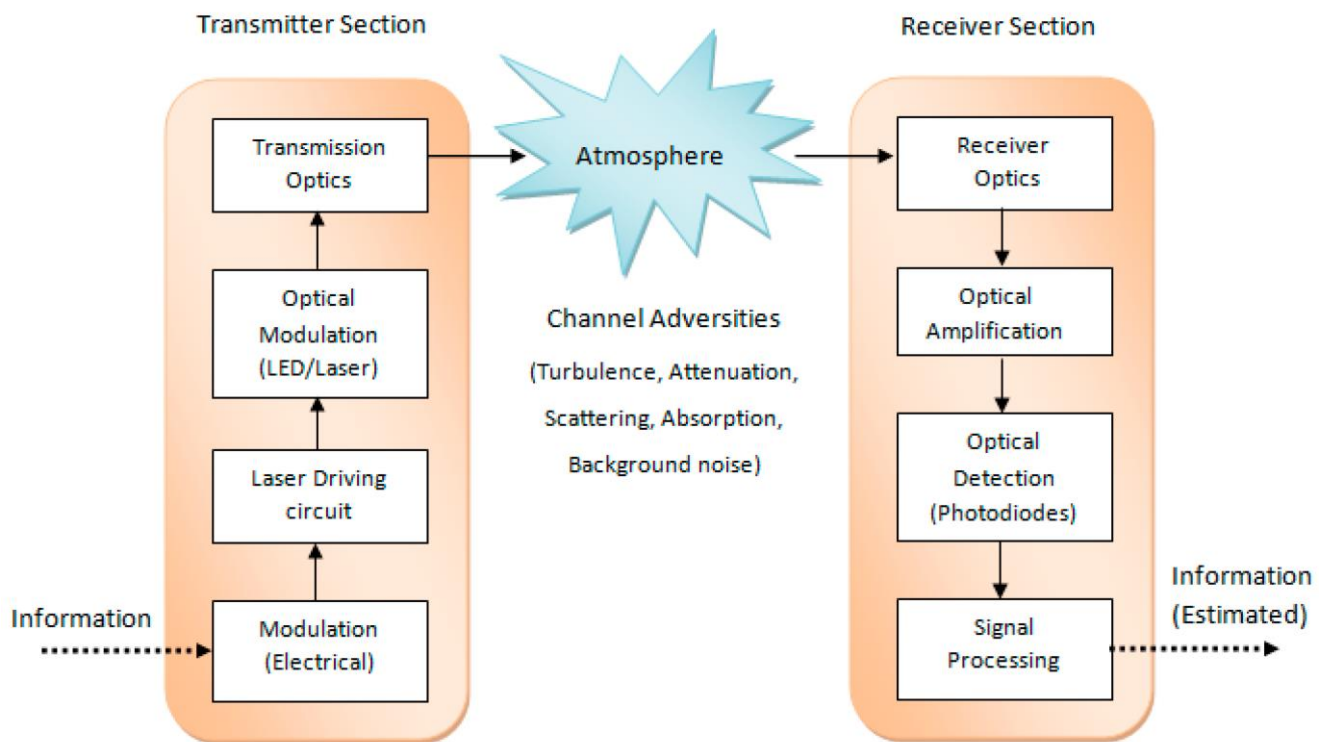 Transmitter Section
Transmission
Optics
Optical
Modulation
(LED/Laser)
Laser Driving
circuit
Information
Modulation
(Electrical)
Atmosphere
Channel Adversities
(Turbulence, Attenuation,
Scattering, Absorption,
Background noise)
Receiver Section
Receiver
Optics
Optical
Amplification
Optical
Detection
(Photodiodes)
Signal
Processing
Information
(Estimated)